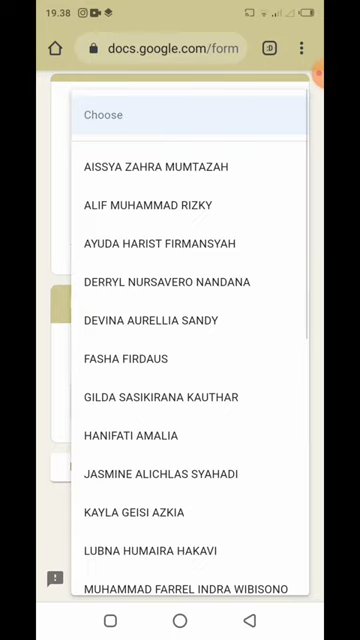 19.38
docs.google.com/form
:D
Choose
AISSYA ZAHRA MUMTAZAH
ALIF MUHAMMAD RIZKY
AYUDA HARIST FIRMANSYAH
DERRYL NURSAVERO NANDANA
DEVINA AURELLIA SANDY
FASHA FIRDAUS
GILDA SASIKIRANA KAUTHAR
HANIFATI AMALIA
JASMINE ALICHLAS SYAHADI
KAYLA GEISI AZKIA
LUBNA HUMAIRA HAKAVI
MUHAMMAD FARREL INDRA WIBISONO